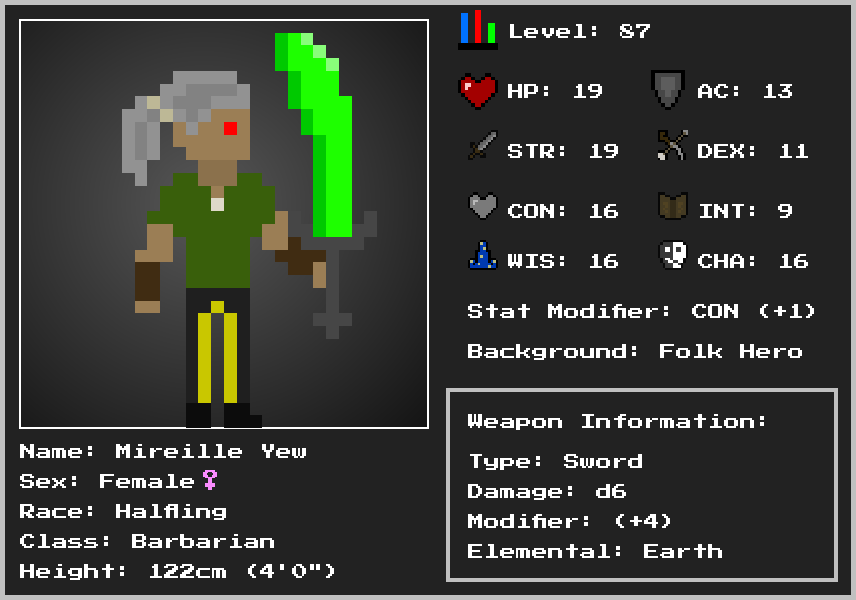 Level: 87
HP: 19
AC: 13
STR: 19
DEX: 11
CON: 16
INT: 9
WIS: 16
CHA: 16
Stat Modifier: CON (+1)
Background: Folk Hero
Weapon Information:
Type: Sword
Damage: d6
Modifier: (+4)
Elemental: Earth
Name: Mireille Yew
Sex: Female♀
Race: Halfling
Class: Barbarian
Height: 122cm (4'0")